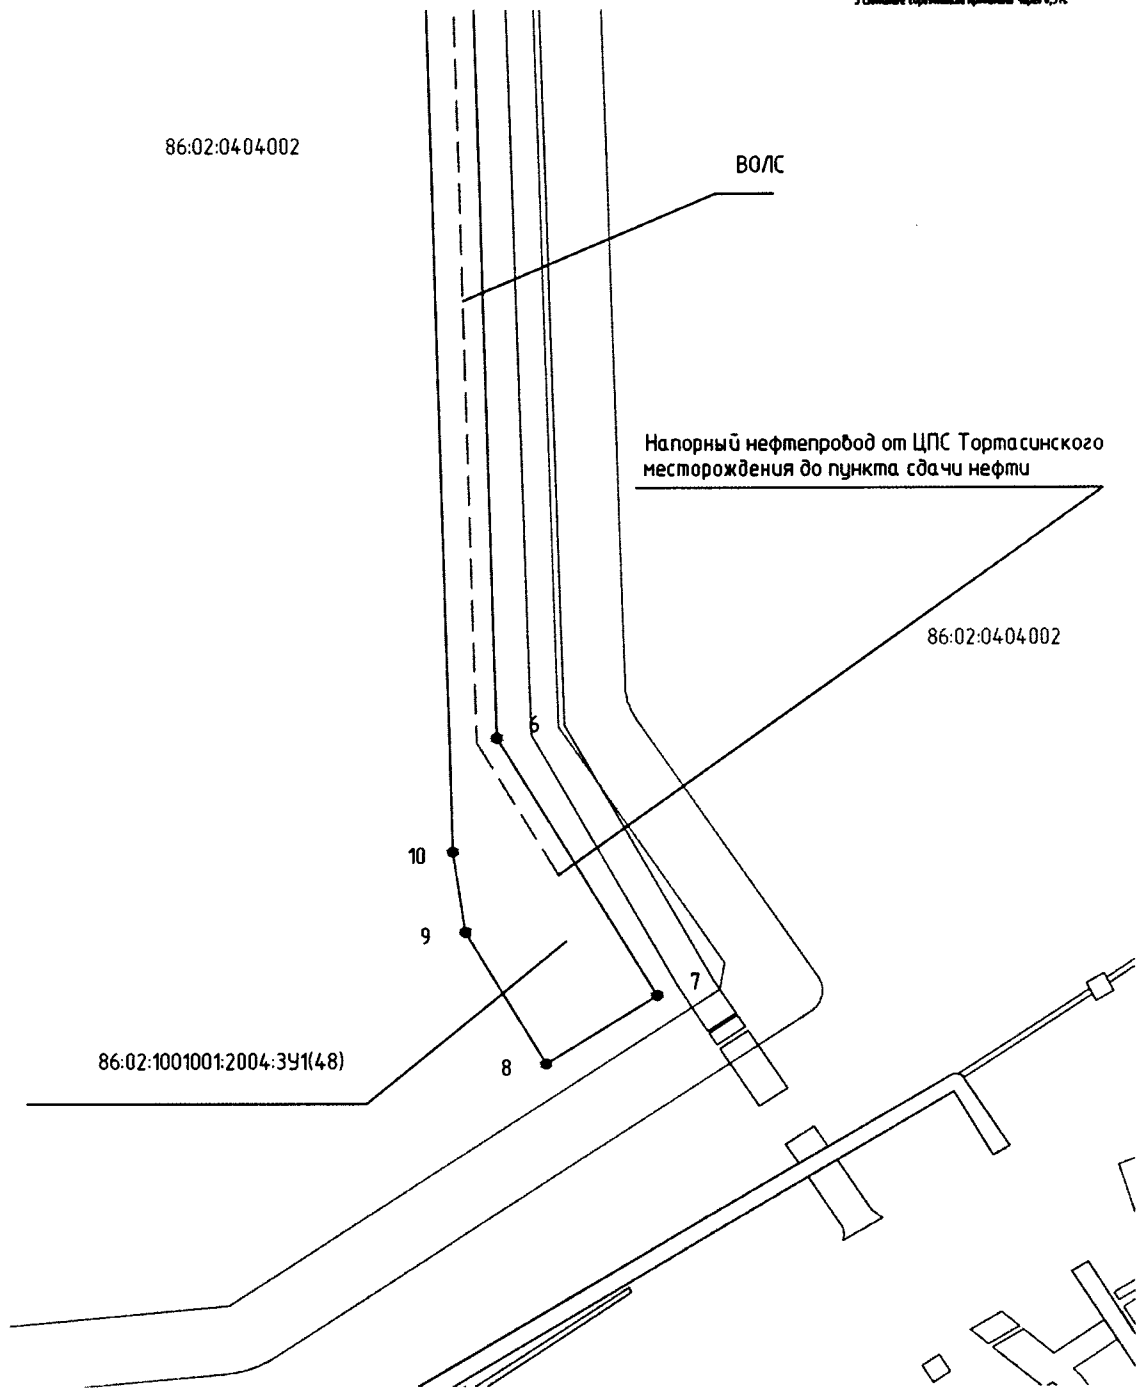 86:02:0404002
ВОЛС
Напорный нефтепровод от ЦПС Тортасинского
месторождения до пункта сдачи нефти
86:02:0404002
6
10
9
7
8
86:02:1001001:2004:ЗУ1(48)